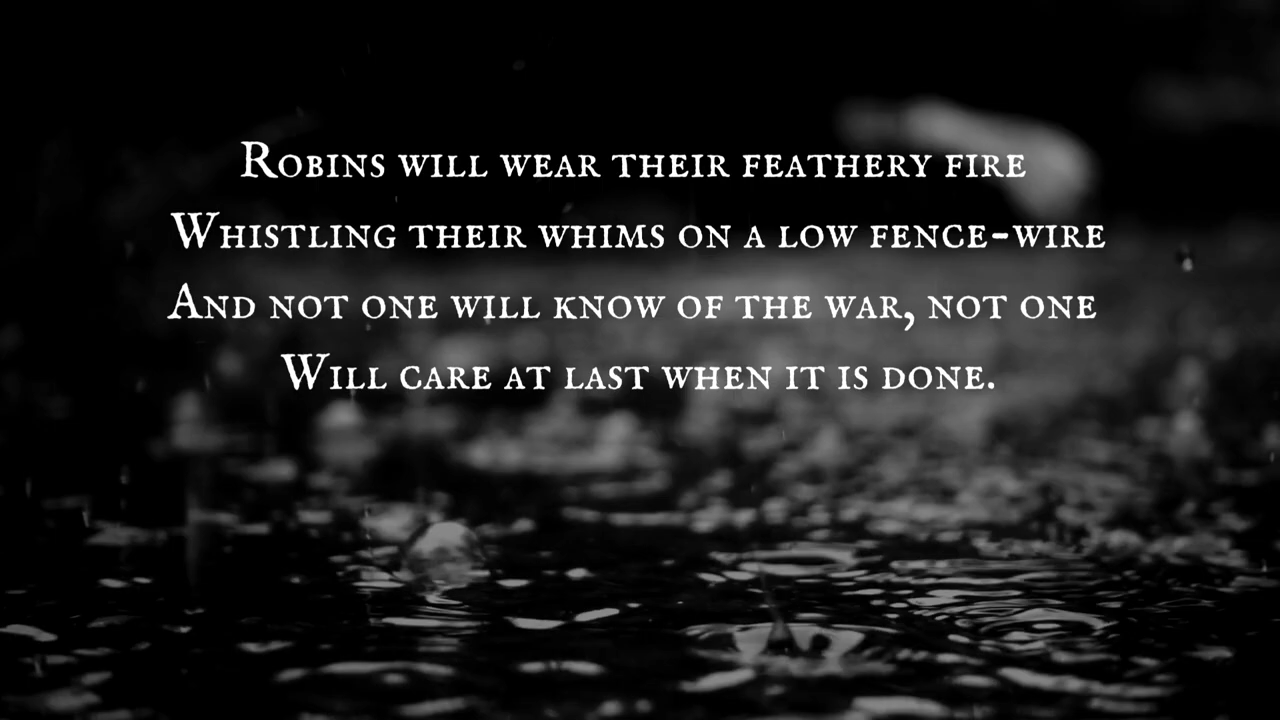 Robins will wear their feathery fire
Whistling their whims on a low fence-wire
And not one will know of the war, not one
Will care at last when it is done.